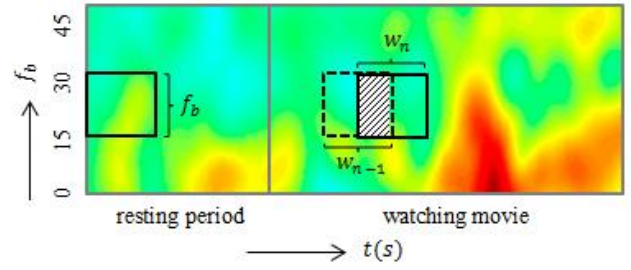 45
30
15
0
f_b
f_b
w_n
w_{n-1}
resting period
watching movie
t(s)